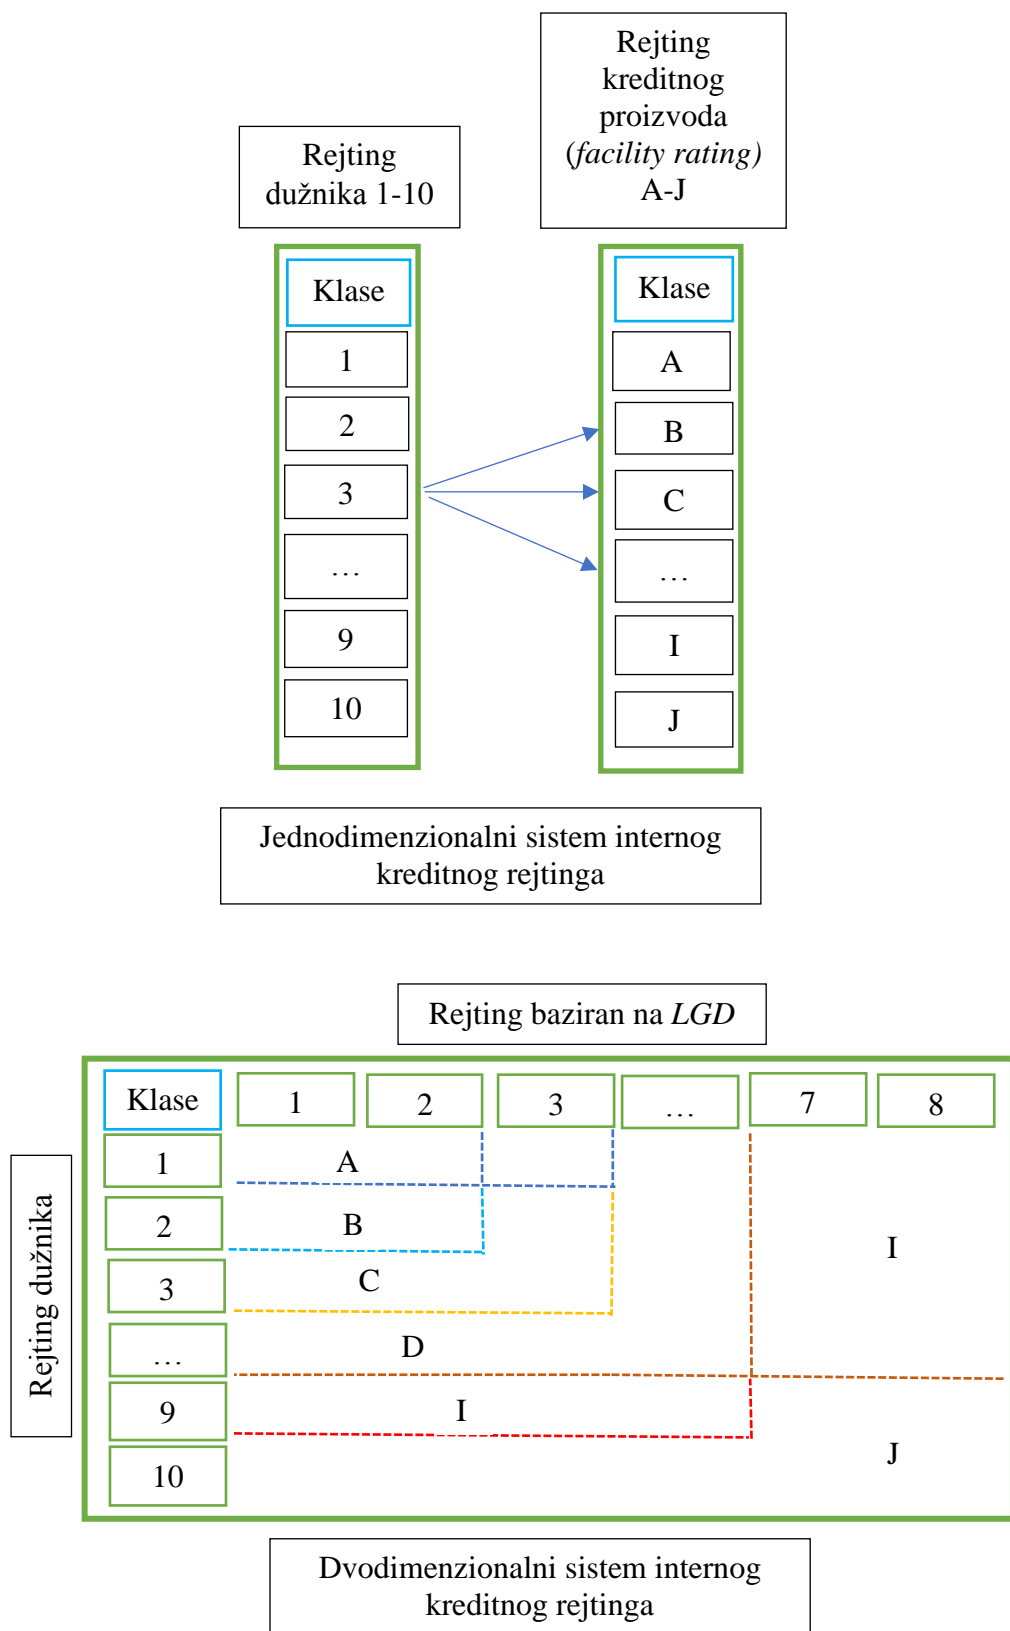 Rejting
kreditnog
proizvoda
(facility rating)
A-J
Rejting
dužnika 1-10
Klase
1
2
3
…
9
10
Klase
A
B
C
…
I
J
Jednodimenzionalni sistem internog
kreditnog rejtinga
Rejting baziran na LGD
Rejting dužnika
Klase 1 2 3 … 7 8
1 A
2 B I
3 C
… D
9 I
10 J
Dvodimenzionalni sistem internog
kreditnog rejtinga